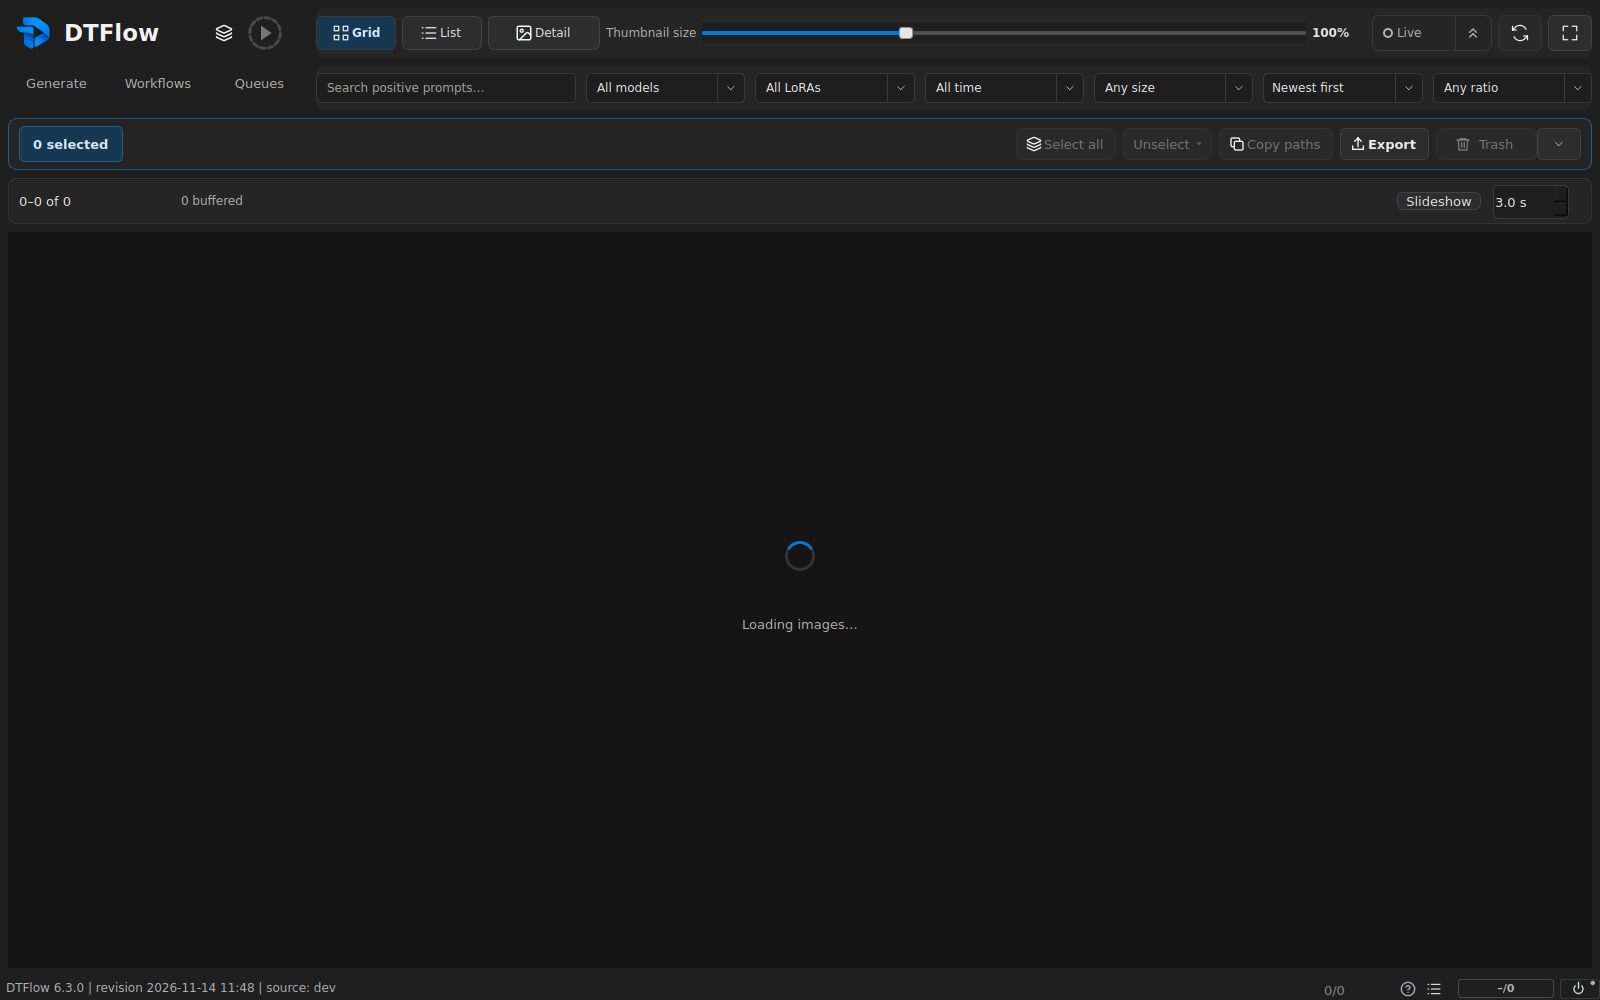 DTFlow
Grid
List
Detail
Thumbnail size
100%
Live
Generate
Workflows
Queues
Search positive prompts...
All models
All LoRAs
All time
Any size
Newest first
Any ratio
0 selected
Select all
Unselect
Copy paths
Export
Trash
0–0 of 0
0 buffered
Slideshow
3.0 s
Loading images...
DTFlow 6.3.0 | revision 2026-11-14 11:48 | source: dev
0/0
–/0